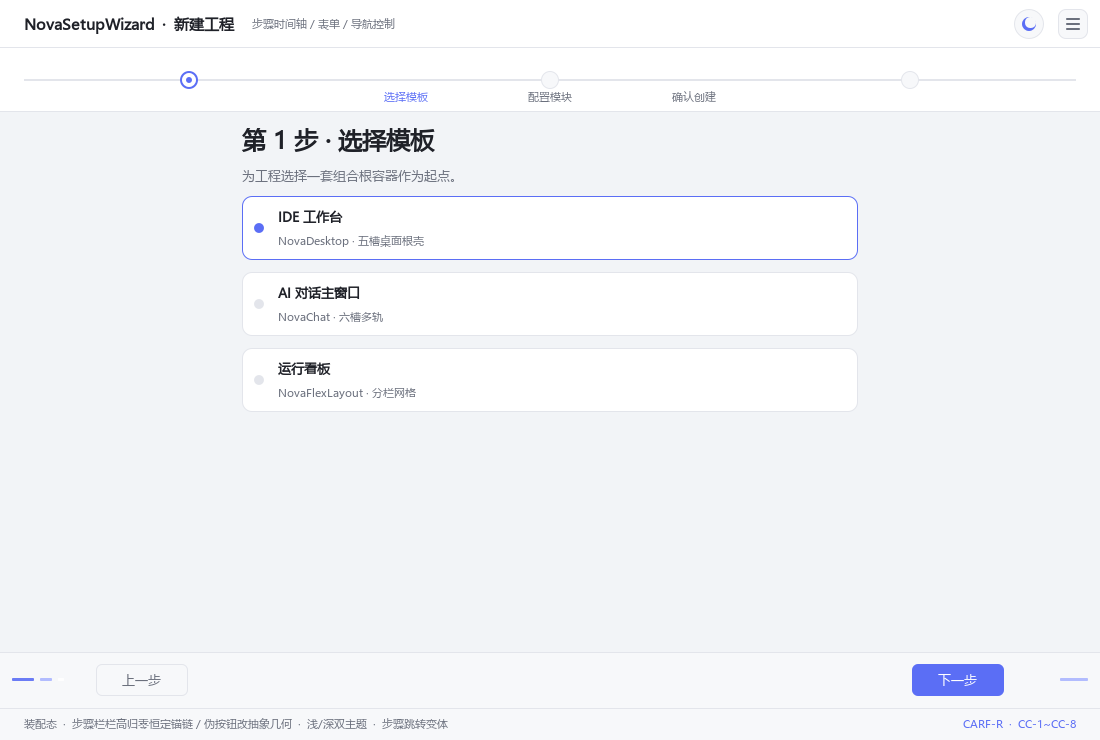 NovaSetupWizard · 新建工程 步骤时间轴 / 表单 / 导航控制
选择模板 配置模块 确认创建
第 1 步 · 选择模板
为工程选择一套组合根容器作为起点。
IDE 工作台
NovaDesktop · 五槽桌面根壳
AI 对话主窗口
NovaChat · 六槽多轨
运行看板
NovaFlexLayout · 分栏网格
上一步 下一步
装配态 · 步骤栏栏高归零恒定锚链 / 伪按钮改抽象几何 · 浅/深双主题 · 步骤跳转变体 CARF-R · CC-1~CC-8